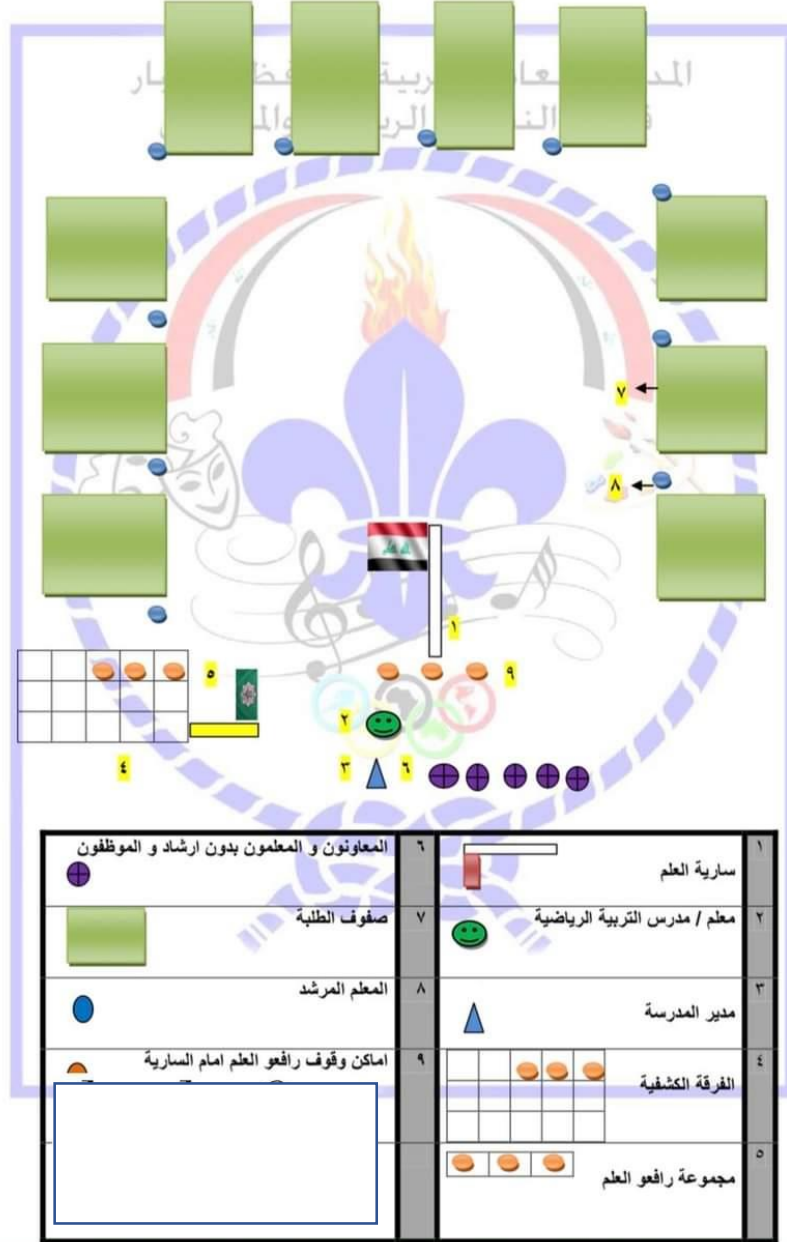 ٧
٨
١
٥
٩
٢
٤
٣
٦
١ سارية العلم
٢ معلم / مدرس التربية الرياضية
٣ مدير المدرسة
٤ الفرقة الكشفية
٥ مجموعة رافعو العلم
٦ المعاونون و المعلمون بدون ارشاد و الموظفون
٧ صفوف الطلبة
٨ المعلم المرشد
٩ اماكن وقوف رافعو العلم امام السارية